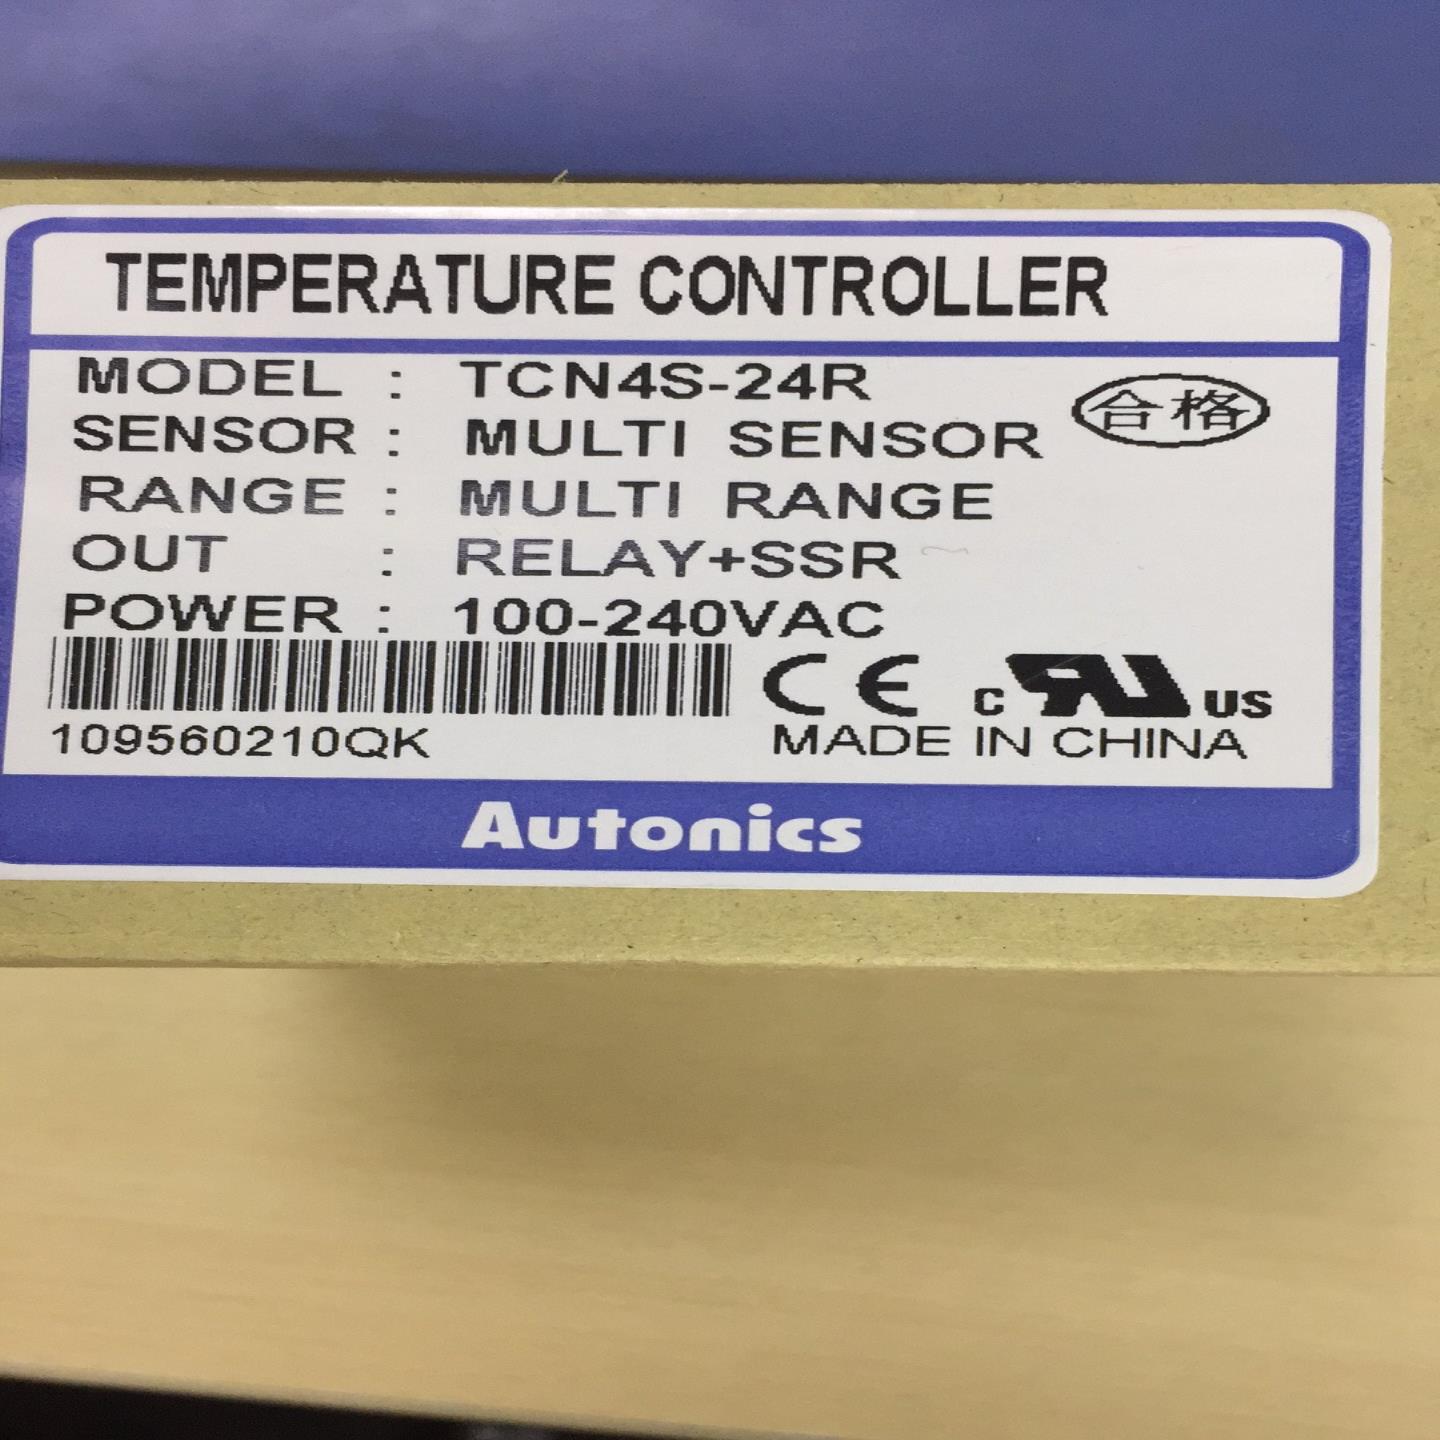 TEMPERATURE CONTROLLER
MODEL : TCN4S-24R
合格
SENSOR : MULTI SENSOR
RANGE : MULTI RANGE
OUT : RELAY+SSR
POWER : 100-240VAC
CE c RU US
109560210QK
MADE IN CHINA
Autonics